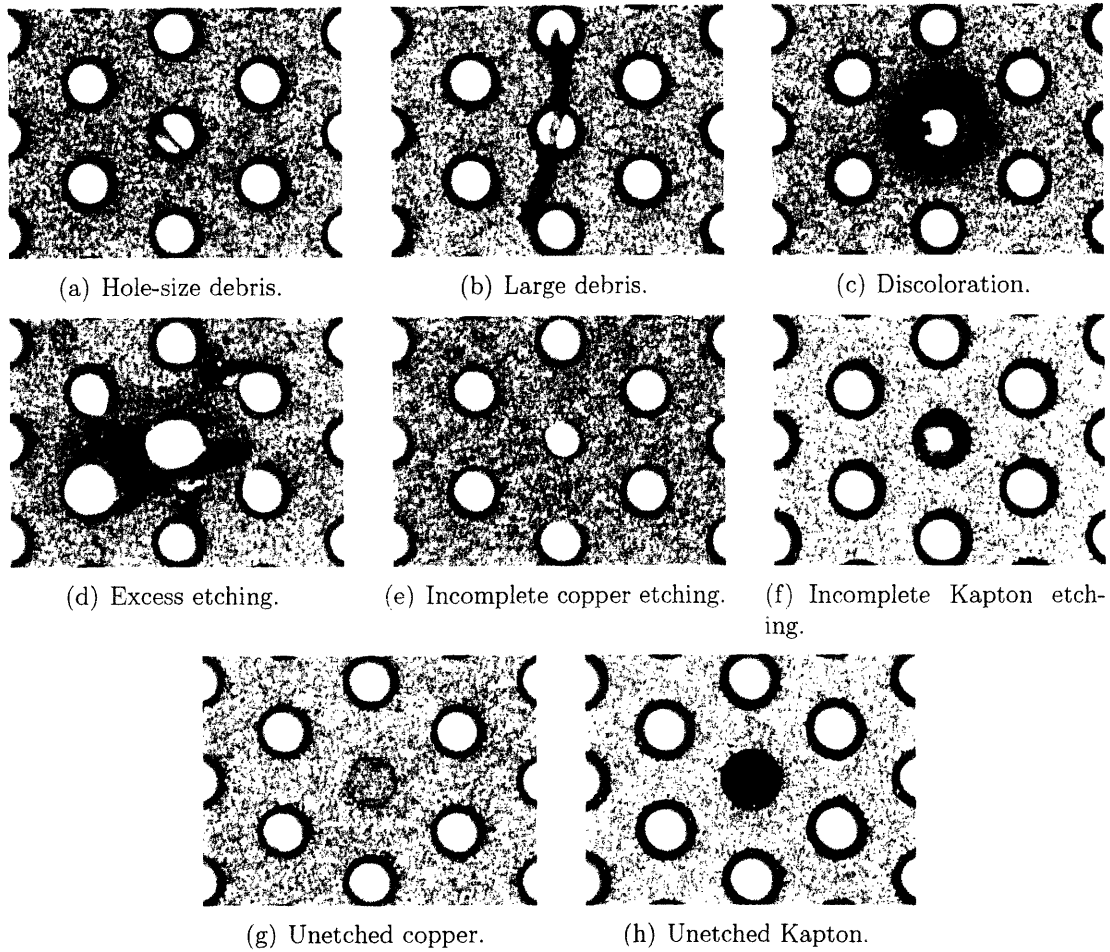 (a) Hole-size debris.
(b) Large debris.
(c) Discoloration.
(d) Excess etching.
(e) Incomplete copper etching.
(f) Incomplete Kapton etch-
ing.
(g) Unetched copper.
(h) Unetched Kapton.